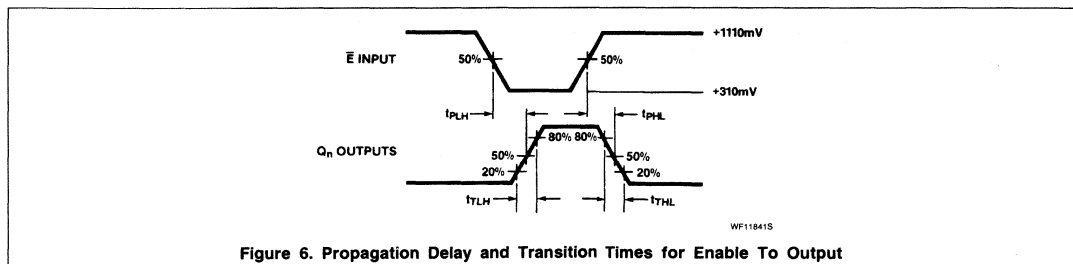 +1110mV
E̅ INPUT
50%
50%
+310mV
tPLH
tPHL
80% 80%
Qn OUTPUTS
50%
50%
20%
20%
tTLH
tTHL
WF11841S
Figure 6. Propagation Delay and Transition Times for Enable To Output